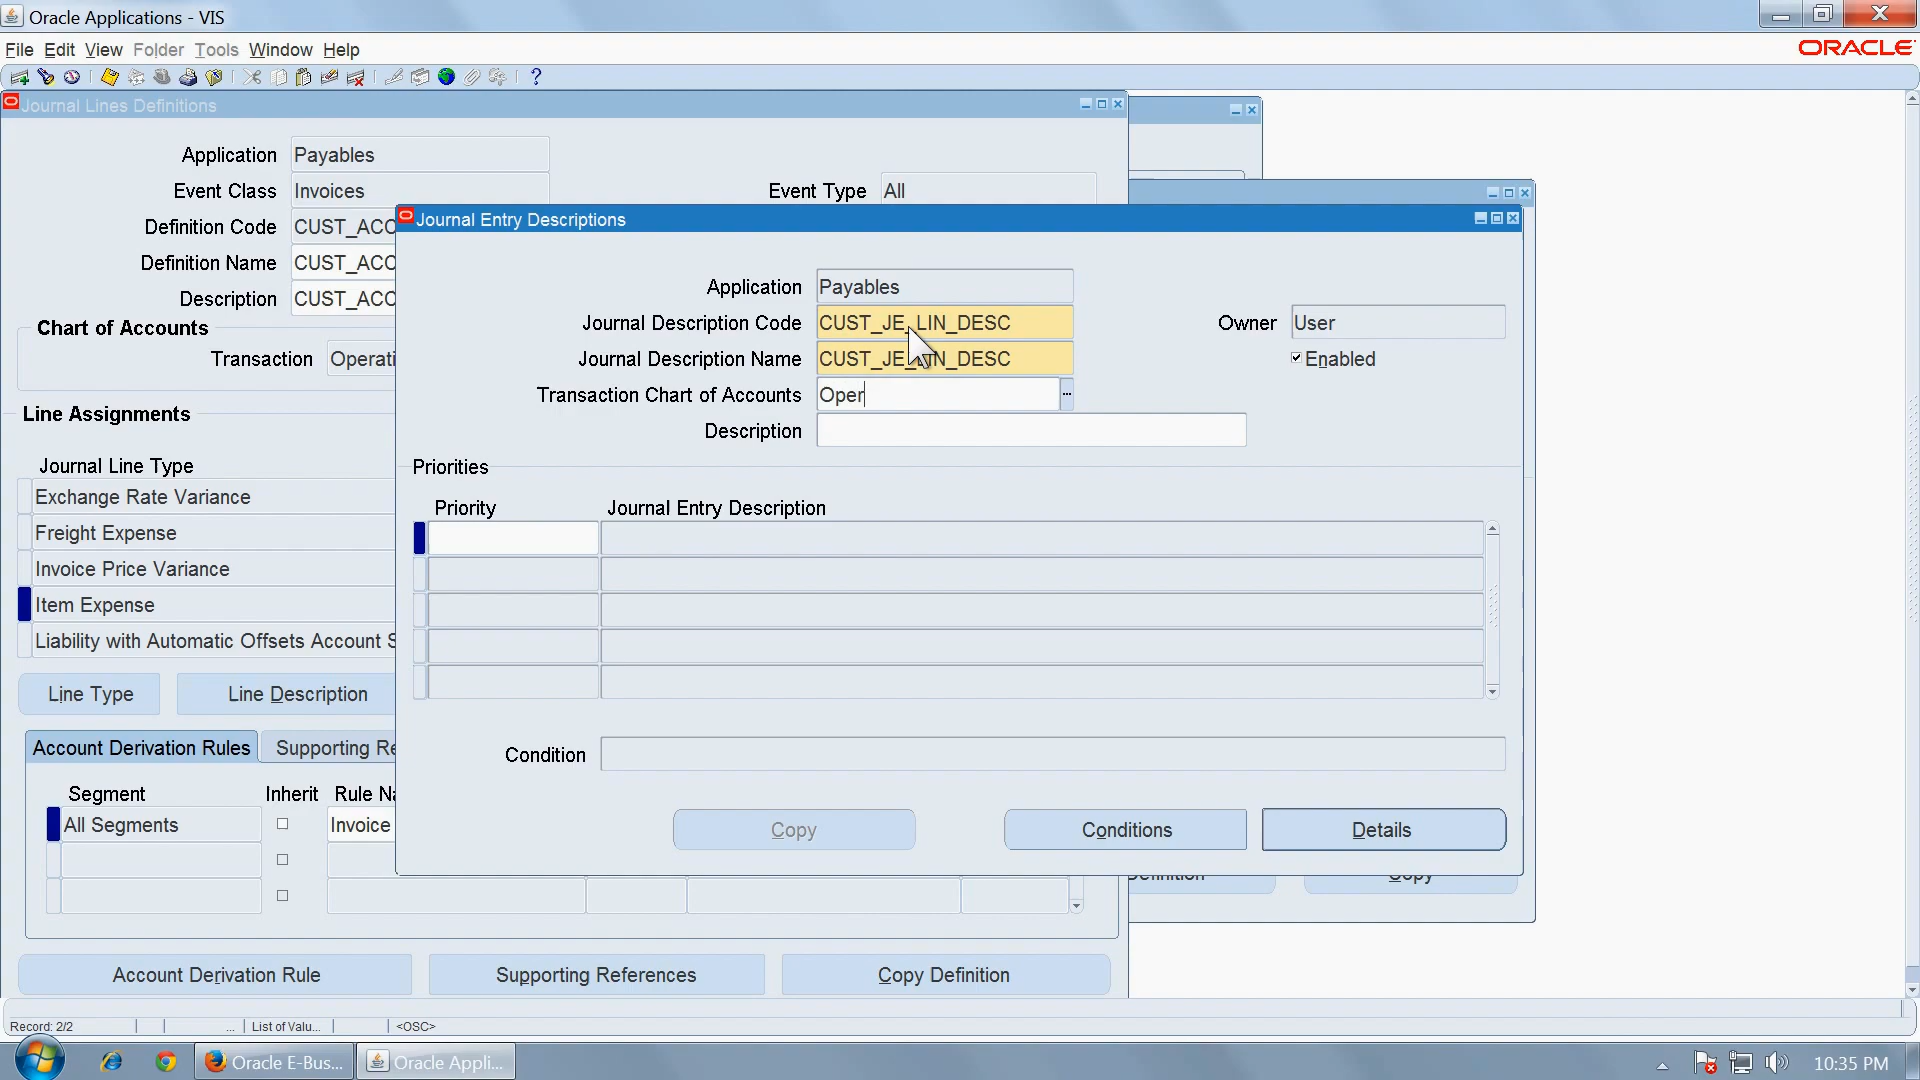 Oracle Applications - VIS
File Edit View Folder Tools Window Help
ORACLE
Journal Lines Definitions
Application Payables
Event Class Invoices
Event Type All
Definition Code CUST_ACC
Definition Name CUST_ACC
Description CUST_ACC
Chart of Accounts
Transaction Operati
Line Assignments
Journal Line Type
Exchange Rate Variance
Freight Expense
Invoice Price Variance
Item Expense
Liability with Automatic Offsets Account S
Line Type
Line Description
Account Derivation Rules
Supporting Re
Segment Inherit Rule Na
All Segments Invoice
Account Derivation Rule
Supporting References
Copy Definition
Journal Entry Descriptions
Application Payables
Journal Description Code CUST_JE_LIN_DESC
Owner User
Journal Description Name CUST_JE_LIN_DESC
Enabled
Transaction Chart of Accounts Oper
Description
Priorities
Priority Journal Entry Description
Condition
Copy
Conditions
Details
Definition
Copy
Record: 2/2 ... List of Valu... <OSC>
Oracle E-Bus...
Oracle Appli...
10:35 PM